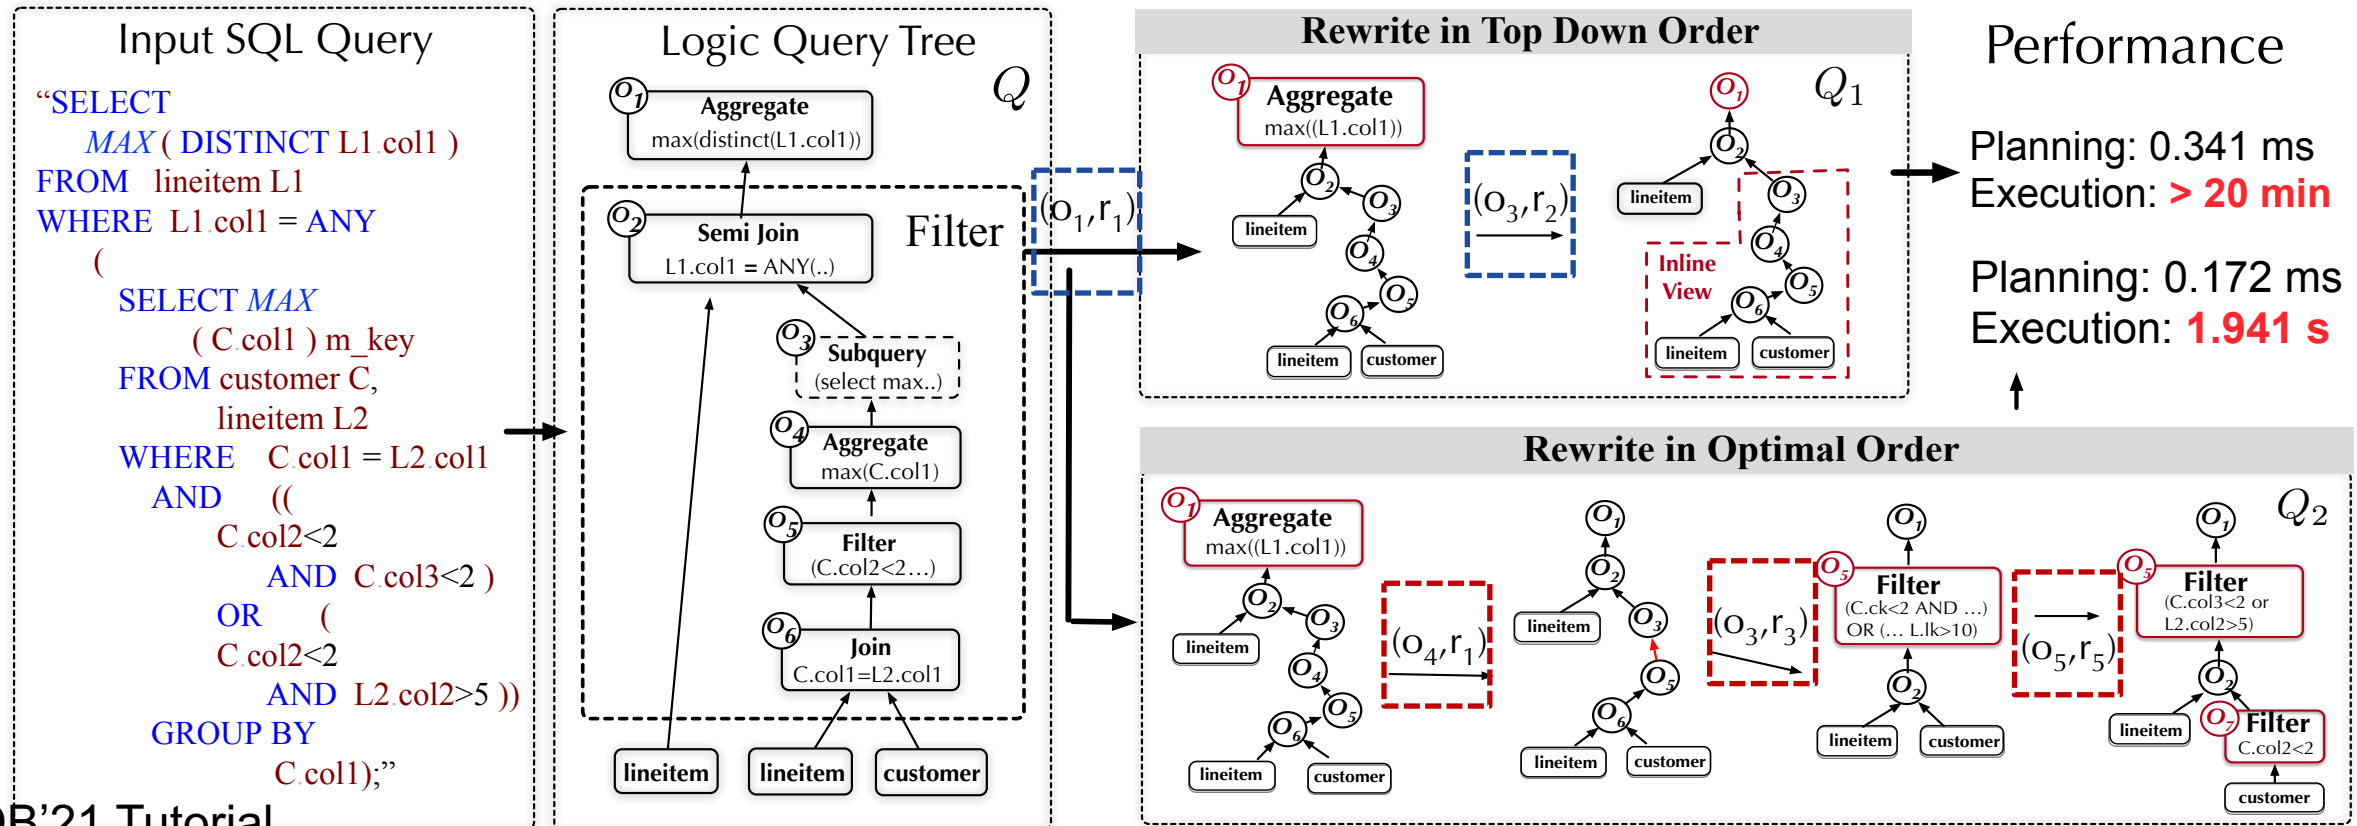 Input SQL Query
“SELECT
MAX ( DISTINCT L1.col1 )
FROM lineitem L1
WHERE L1.col1 = ANY
(
SELECT MAX
( C.col1 ) m_key
FROM customer C,
lineitem L2
WHERE C.col1 = L2.col1
AND ((
C.col2<2
AND C.col3<2 )
OR (
C.col2<2
AND L2.col2>5 ))
GROUP BY
C.col1);”
DB’21 Tutorial
Logic Query Tree
Q
O1
Aggregate
max(distinct(L1.col1))
Filter
O2
Semi Join
L1.col1 = ANY(..)
O3
Subquery
(select max..)
O4
Aggregate
max(C.col1)
O5
Filter
(C.col2<2...)
O6
Join
C.col1=L2.col1
lineitem
lineitem
customer
(o1,r1)
Rewrite in Top Down Order
O1
Aggregate
max((L1.col1))
O2
lineitem
O3
O4
O5
O6
lineitem
customer
(o3,r2)
Q1
O1
O2
lineitem
O3
O4
Inline
View
O5
O6
lineitem
customer
Performance
Planning: 0.341 ms
Execution: > 20 min
Planning: 0.172 ms
Execution: 1.941 s
Rewrite in Optimal Order
O1
Aggregate
max((L1.col1))
O2
lineitem
O3
O4
O5
O6
lineitem
customer
(o4,r1)
O1
O2
lineitem
O3
O5
O6
lineitem
customer
(o3,r3)
O1
O5
Filter
(C.ck<2 AND ...)
OR (... L.lk>10)
O2
lineitem
customer
(o5,r5)
Q2
O1
O5
Filter
(C.col3<2 or
L2.col2>5)
O2
lineitem
O7
Filter
C.col2<2
customer